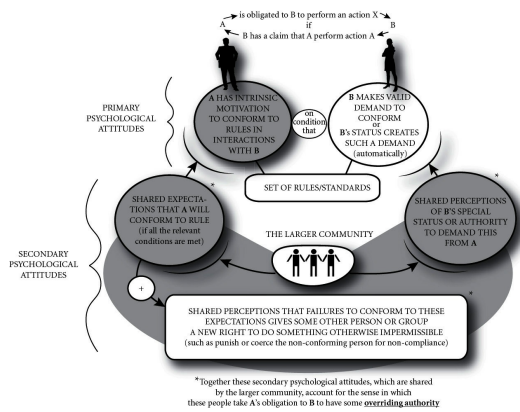 is obligated to B to perform an action X
A
if
B
B has a claim that A perform action A
PRIMARY
PSYCHOLOGICAL
ATTITUDES
A HAS INTRINSIC
MOTIVATION
TO CONFORM TO
RULES IN
INTERACTIONS
WITH B
on
condition
that
B MAKES VALID
DEMAND TO
CONFORM
or
B's STATUS CREATES
SUCH A DEMAND
(automatically)
SET OF RULES/STANDARDS
SECONDARY
PSYCHOLOGICAL
ATTITUDES
*
SHARED EXPECTA-
TIONS THAT A WILL
CONFORM TO RULE
(if all the relevant
conditions are met)
THE LARGER COMMUNITY
*
SHARED PERCEPTIONS
OF B'S SPECIAL
STATUS OR AUTHORITY
TO DEMAND THIS
FROM A
+
*
SHARED PERCEPTIONS THAT FAILURES TO CONFORM TO THESE
EXPECTATIONS GIVES SOME OTHER PERSON OR GROUP
A NEW RIGHT TO DO SOMETHING OTHERWISE IMPERMISSIBLE
(such as punish or coerce the non-conforming person for non-compliance)
*Together these secondary psychological attitudes, which are shared
by the larger community, account for the sense in which
these people take A's obligation to B to have some overriding authority